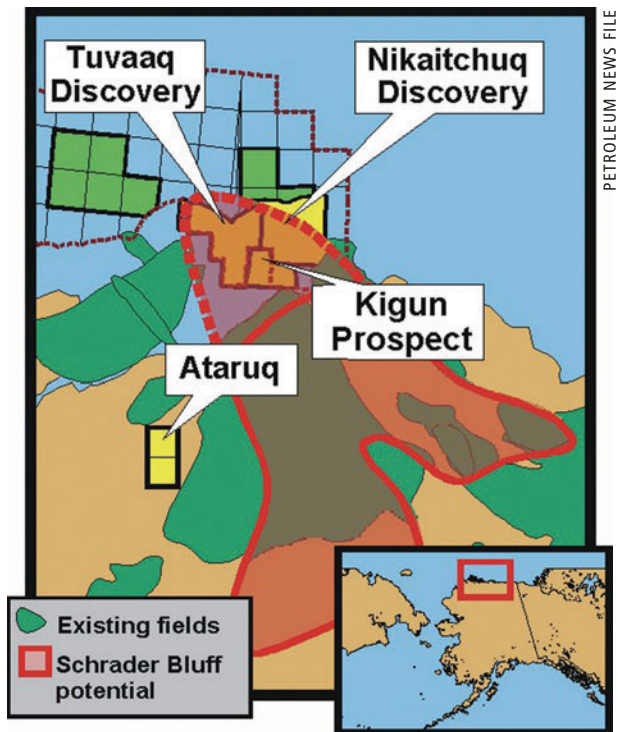 PETROLEUM NEWS FILE
Tuvaaq
Discovery
Nikaitchuq
Discovery
Kigun
Prospect
Ataruq
Existing fields
Schrader Bluff
potential